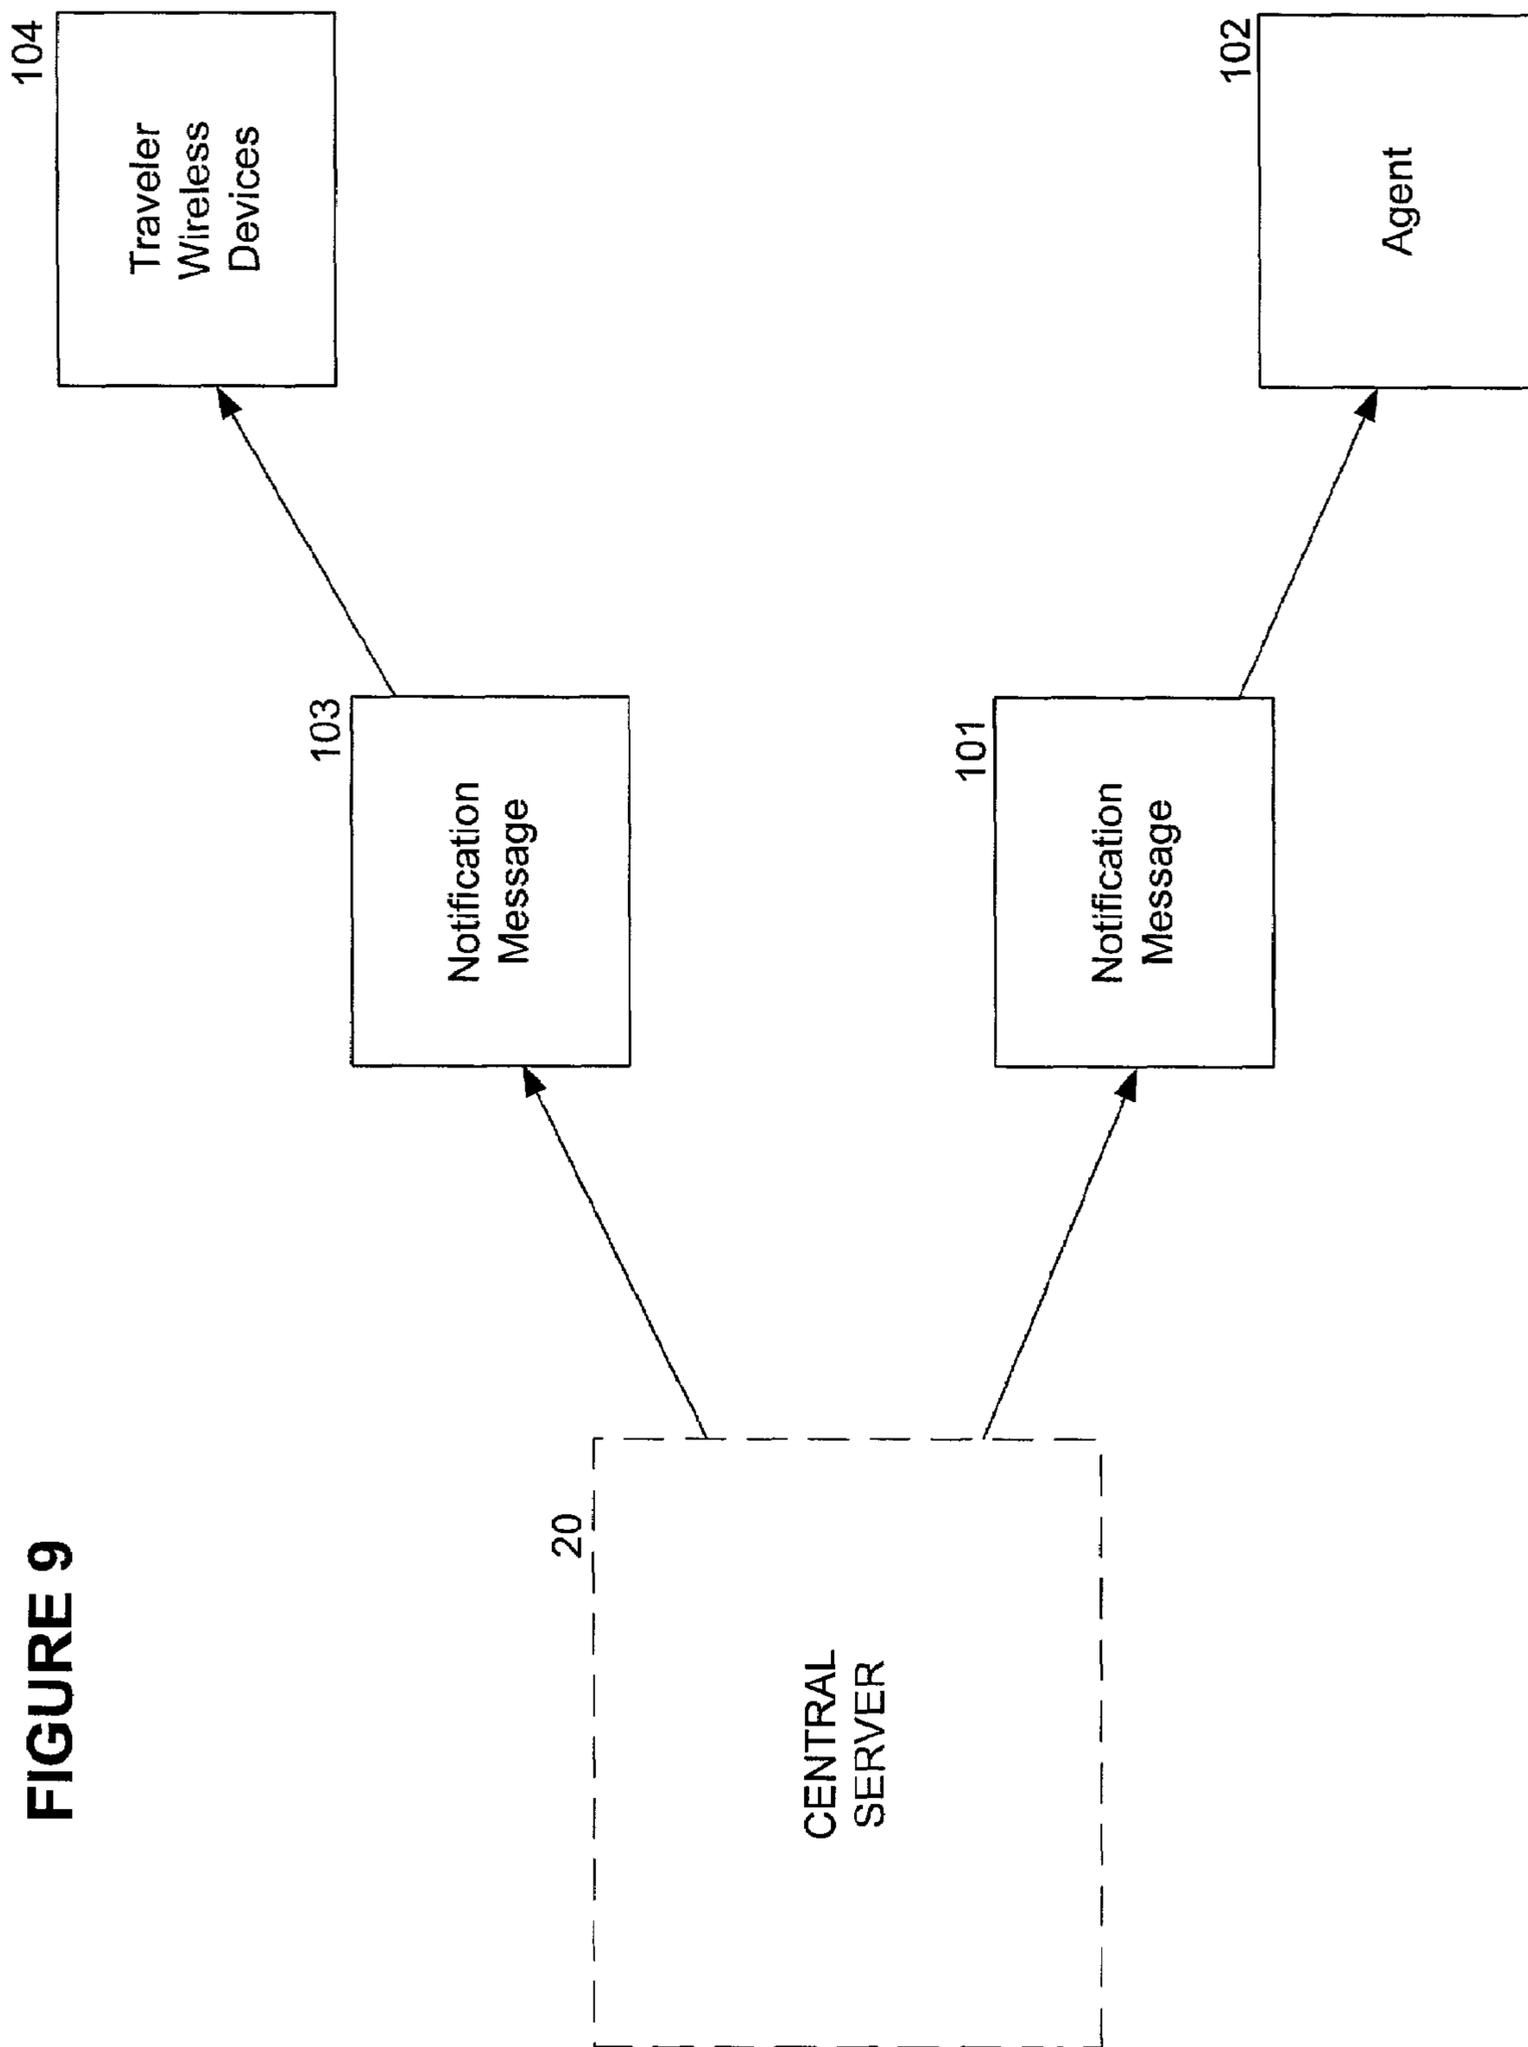 FIGURE 9
104
Traveler
Wireless
Devices
103
Notification
Message
20
CENTRAL
SERVER
101
Notification
Message
102
Agent